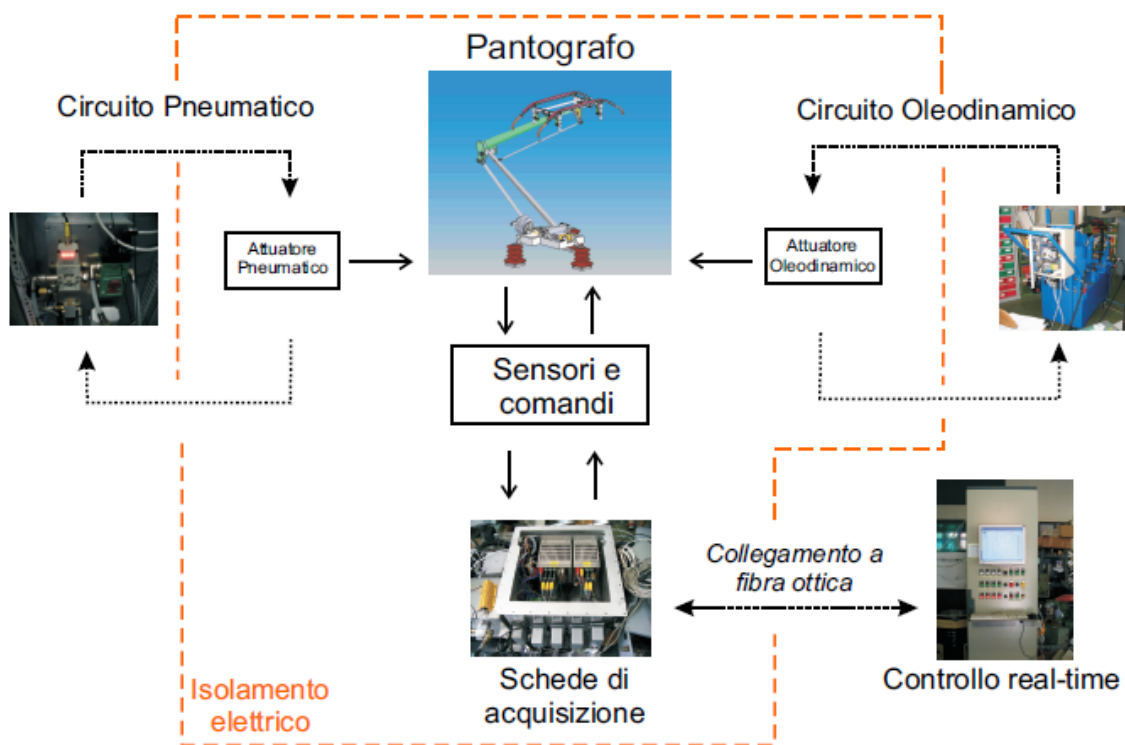 Pantografo
Circuito Pneumatico
Circuito Oleodinamico
Attuatore
Pneumatico
Attuatore
Oleodinamico
Sensori e
comandi
Collegamento a
fibra ottica
Schede di
acquisizione
Controllo real-time
Isolamento
elettrico